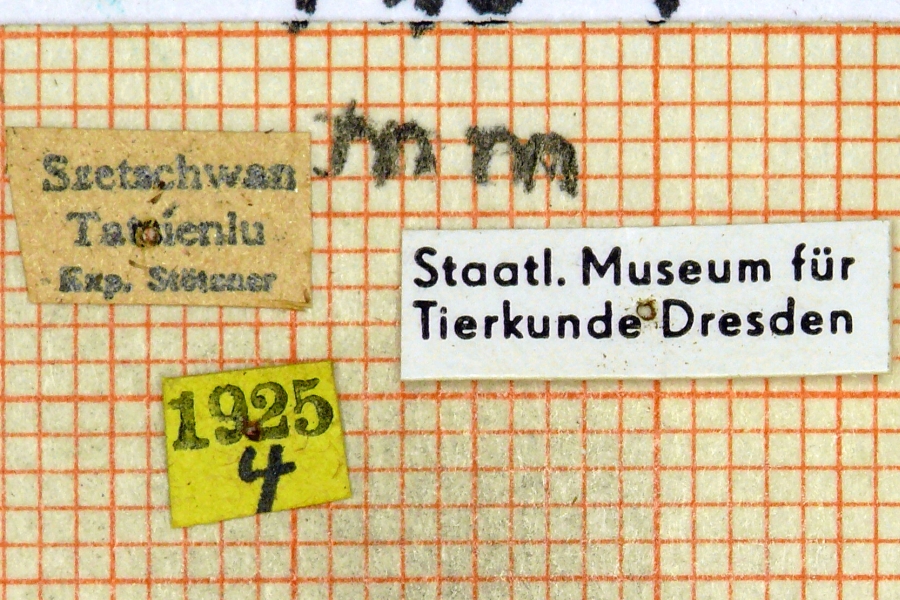 Szetschwan
Tatsienlu
Exp. Stötzner
mm
Staatl. Museum für
Tierkunde Dresden
1925
4